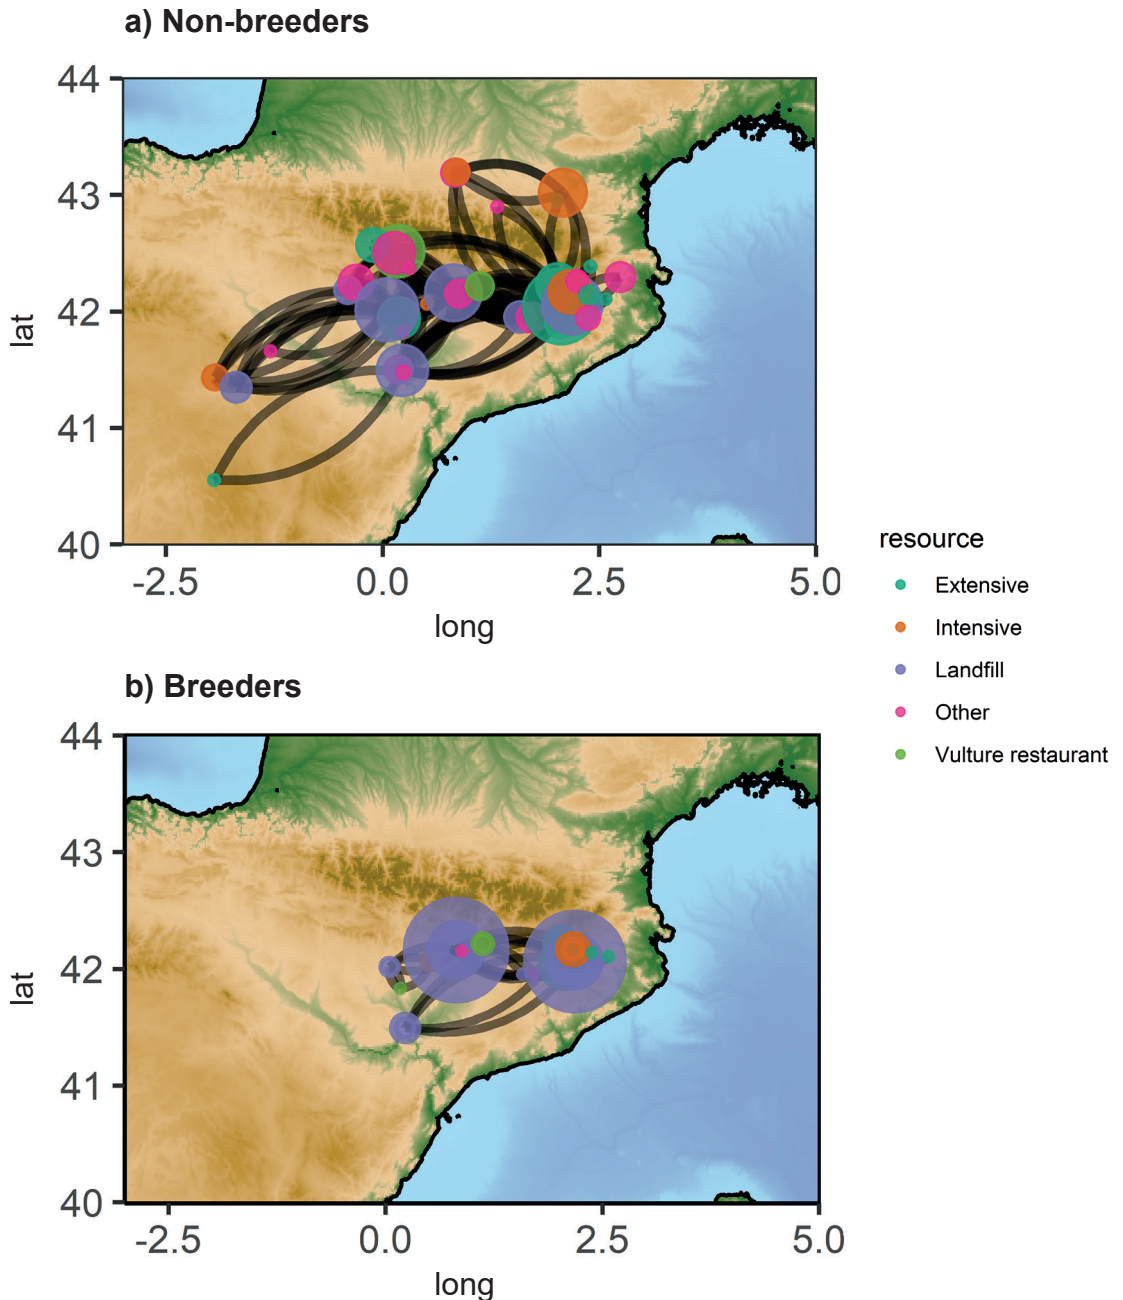 a) Non-breeders
44
43
42
41
40
lat
-2.5 0.0 2.5 5.0
long
resource
Extensive
Intensive
Landfill
Other
Vulture restaurant
b) Breeders
44
43
42
41
40
lat
-2.5 0.0 2.5 5.0
long